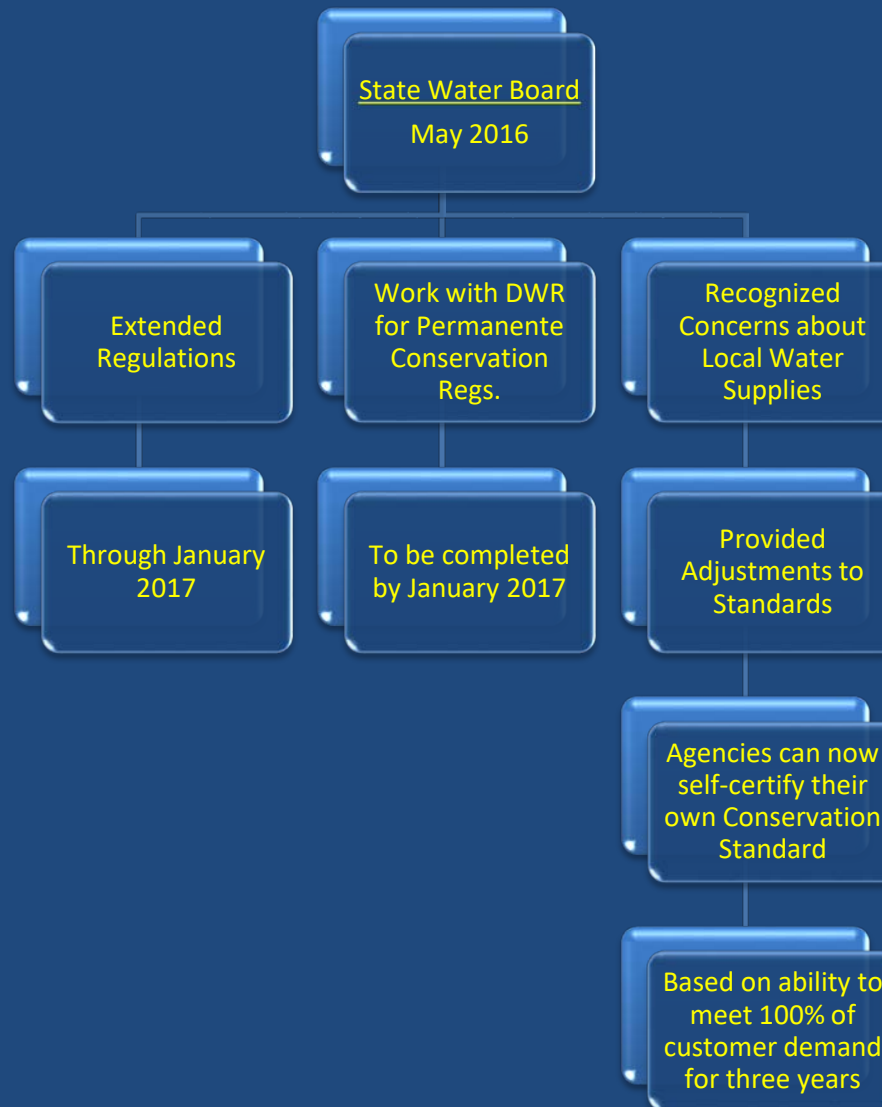 State Water Board
May 2016
Extended
Regulations
Work with DWR
for Permanente
Conservation
Regs.
Recognized
Concerns about
Local Water
Supplies
Through January
2017
To be completed
by January 2017
Provided
Adjustments to
Standards
Agencies can now
self-certify their
own Conservation
Standard
Based on ability to
meet 100% of
customer demand
for three years